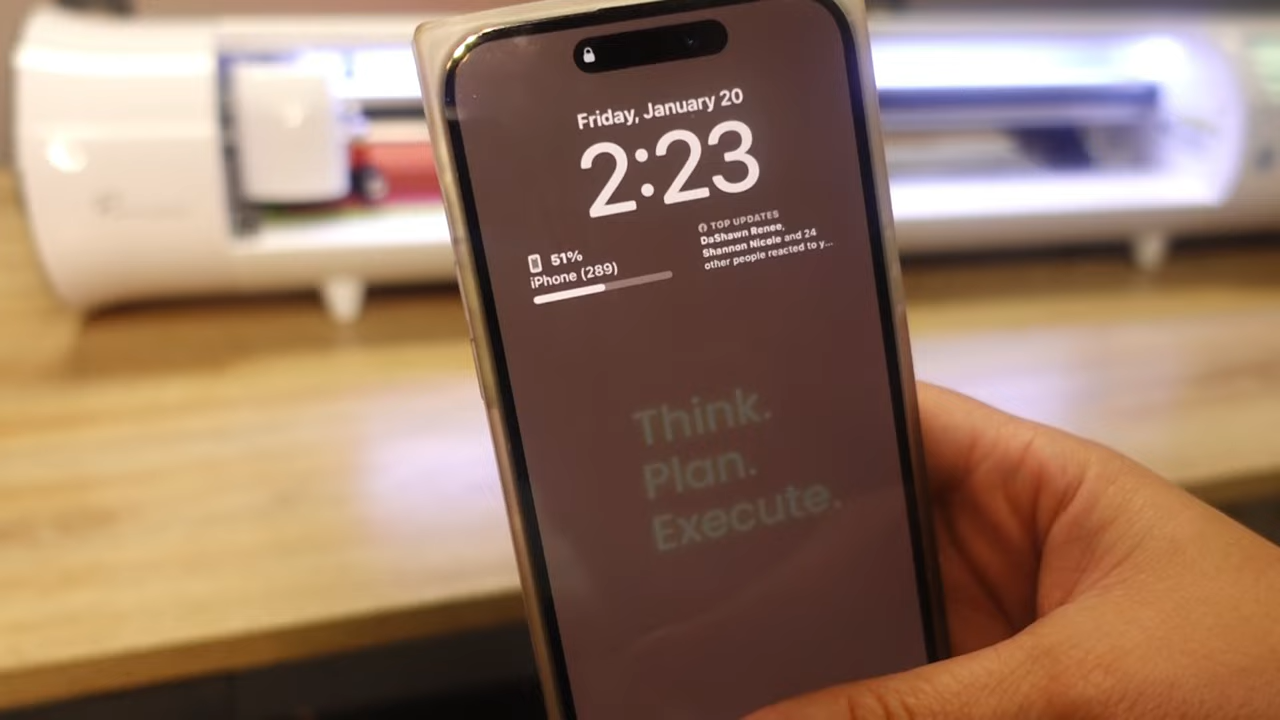 Friday, January 20
2:23
51%
iPhone (289)
TOP UPDATES
DaShawn Renee,
Shannon Nicole and 24
other people reacted to y...
Think.
Plan.
Execute.